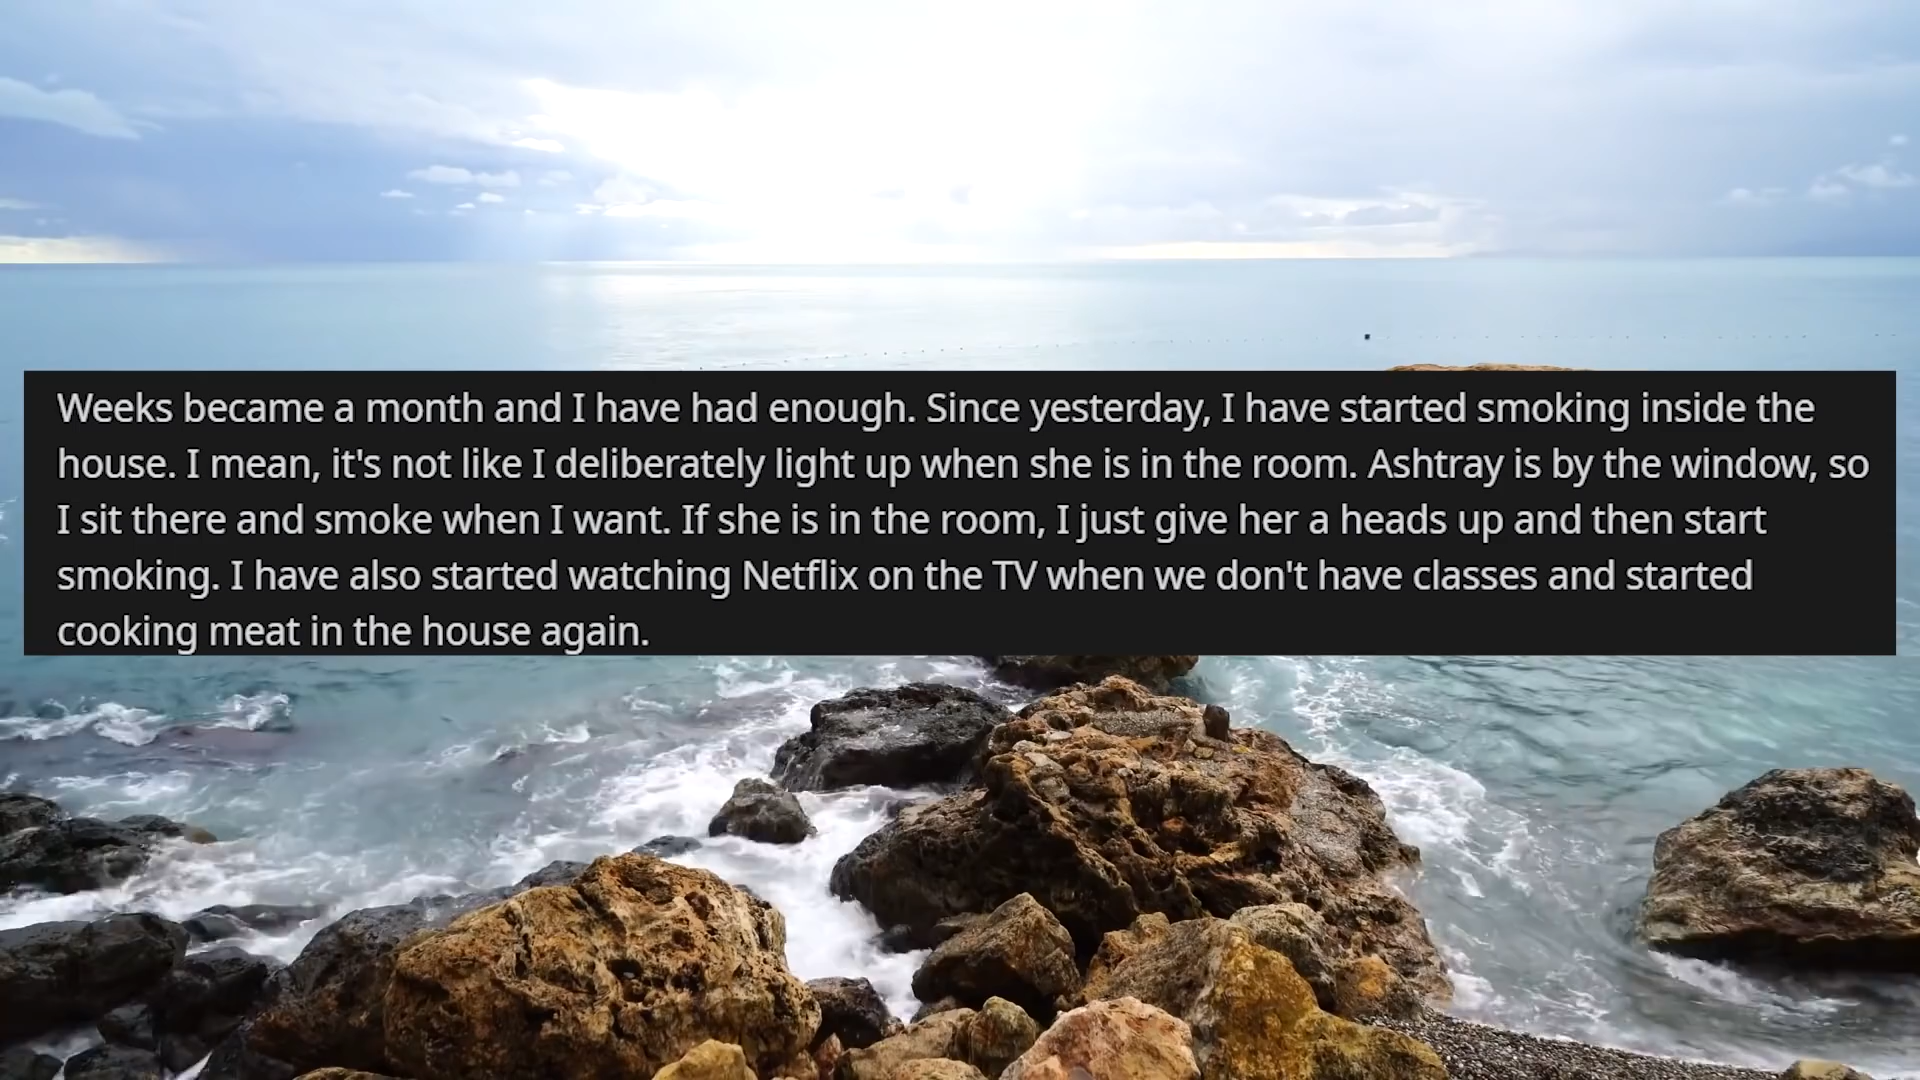 Weeks became a month and I have had enough. Since yesterday, I have started smoking inside the
house. I mean, it's not like I deliberately light up when she is in the room. Ashtray is by the window, so
I sit there and smoke when I want. If she is in the room, I just give her a heads up and then start
smoking. I have also started watching Netflix on the TV when we don't have classes and started
cooking meat in the house again.